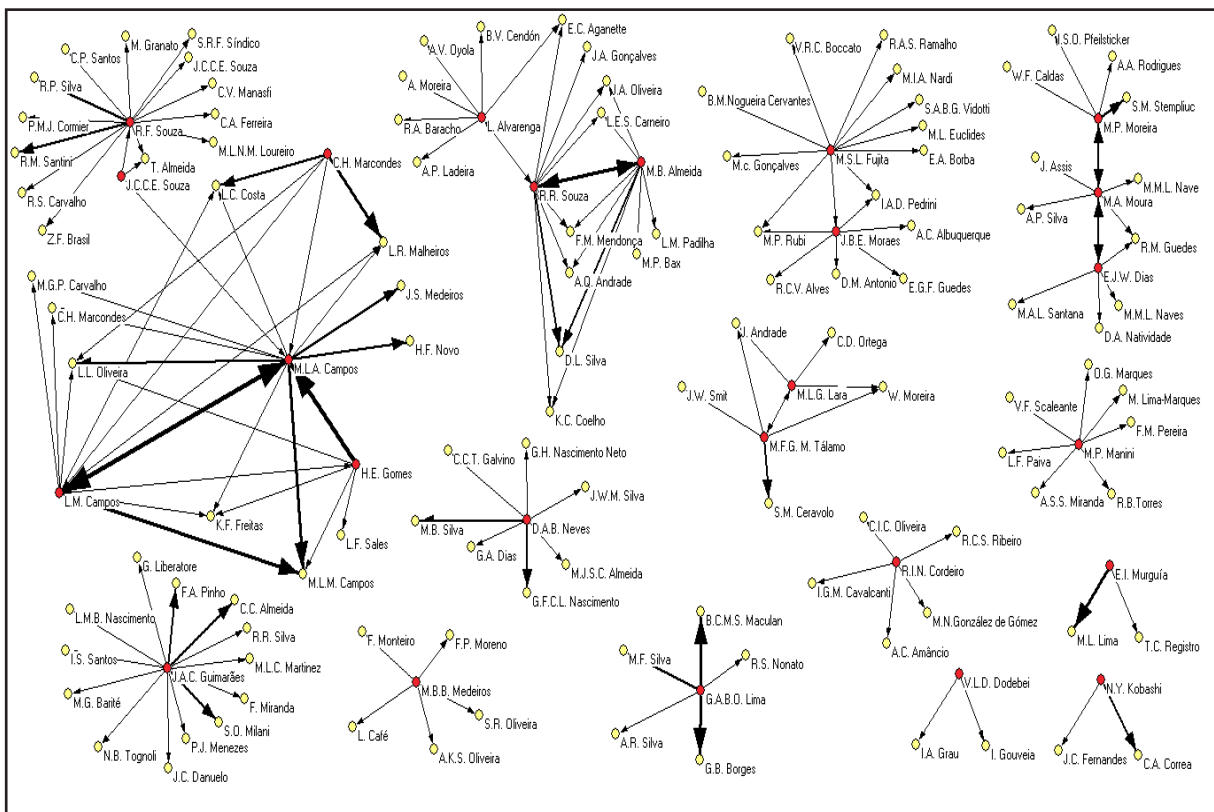 S.R.F. Síndico
M. Granato
C.P. Santos
J.C.C.E. Souza
R.P. Silva
C.V. Manasfi
P.M.J. Cormier
R.F. Souza
C.A. Ferreira
R.M. Santini
M.L.N.M. Loureiro
T. Almeida
J.C.C.E. Souza
R.S. Carvalho
Z.F. Brasil
C.H. Marcondes
L.C. Costa
L.R. Malheiros
M.G.P. Carvalho
C.H. Marcondes
J.S. Medeiros
H.F. Novo
L.L. Oliveira
M.L.A. Campos
H.E. Gomes
L.M. Campos
K.F. Freitas
L.F. Sales
M.L.M. Campos
E.C. Aganette
B.V. Cendón
A.V. Oyola
J.A. Gonçalves
A. Moreira
J.A. Oliveira
R.A. Baracho
L. Alvarenga
L.E.S. Carneiro
A.P. Ladeira
M.B. Almeida
R.R. Souza
F.M. Mendonça
L.M. Padilha
M.P. Bax
A.Q. Andrade
D.L. Silva
K.C. Coelho
V.R.C. Boccato
R.A.S. Ramalho
M.I.A. Nardi
B.M.Nogueira Cervantes
S.A.B.G. Vidotti
M.L. Euclides
M.S.L. Fujita
E.A. Borba
M.c. Gonçalves
I.A.D. Pedrini
M.P. Rubi
J.B.E. Moraes
A.C. Albuquerque
R.C.V. Alves
D.M. Antonio
E.G.F. Guedes
I.S.O. Pfeilsticker
W.F. Caldas
A.A. Rodrigues
S.M. Stempliuc
M.P. Moreira
J. Assis
M.M.L. Nave
M.A. Moura
A.P. Silva
R.M. Guedes
E.J.W. Dias
M.A.L. Santana
M.M.L. Naves
D.A. Natividade
J. Andrade
C.D. Ortega
J.W. Smit
M.L.G. Lara
W. Moreira
M.F.G. M. Tálamo
S.M. Ceravolo
O.G. Marques
M. Lima-Marques
V.F. Scaleante
F.M. Pereira
M.P. Manini
L.F. Paiva
A.S.S. Miranda
R.B.Torres
G.H. Nascimento Neto
C.C.T. Galvino
J.W.M. Silva
M.B. Silva
D.A.B. Neves
G.A. Dias
M.J.S.C. Almeida
G.F.C.L. Nascimento
C.I.C. Oliveira
R.C.S. Ribeiro
R.I.N. Cordeiro
I.G.M. Cavalcanti
M.N.González de Gómez
A.C. Amâncio
E.I. Murguía
M.L. Lima
T.C. Registro
G. Liberatore
F.A. Pinho
C.C. Almeida
L.M.B. Nascimento
R.R. Silva
I.S. Santos
M.L.C. Martinez
J.A.C. Guimarães
M.G. Barité
F. Miranda
S.O. Milani
P.J. Menezes
N.B. Tognoli
J.C. Danuelo
F. Monteiro
F.P. Moreno
M.B.B. Medeiros
S.R. Oliveira
L. Café
A.K.S. Oliveira
B.C.M.S. Maculan
M.F. Silva
R.S. Nonato
G.A.B.O. Lima
A.R. Silva
G.B. Borges
V.L.D. Dodebei
I.A. Grau
I. Gouveia
N.Y. Kobashi
J.C. Fernandes
C.A. Correa